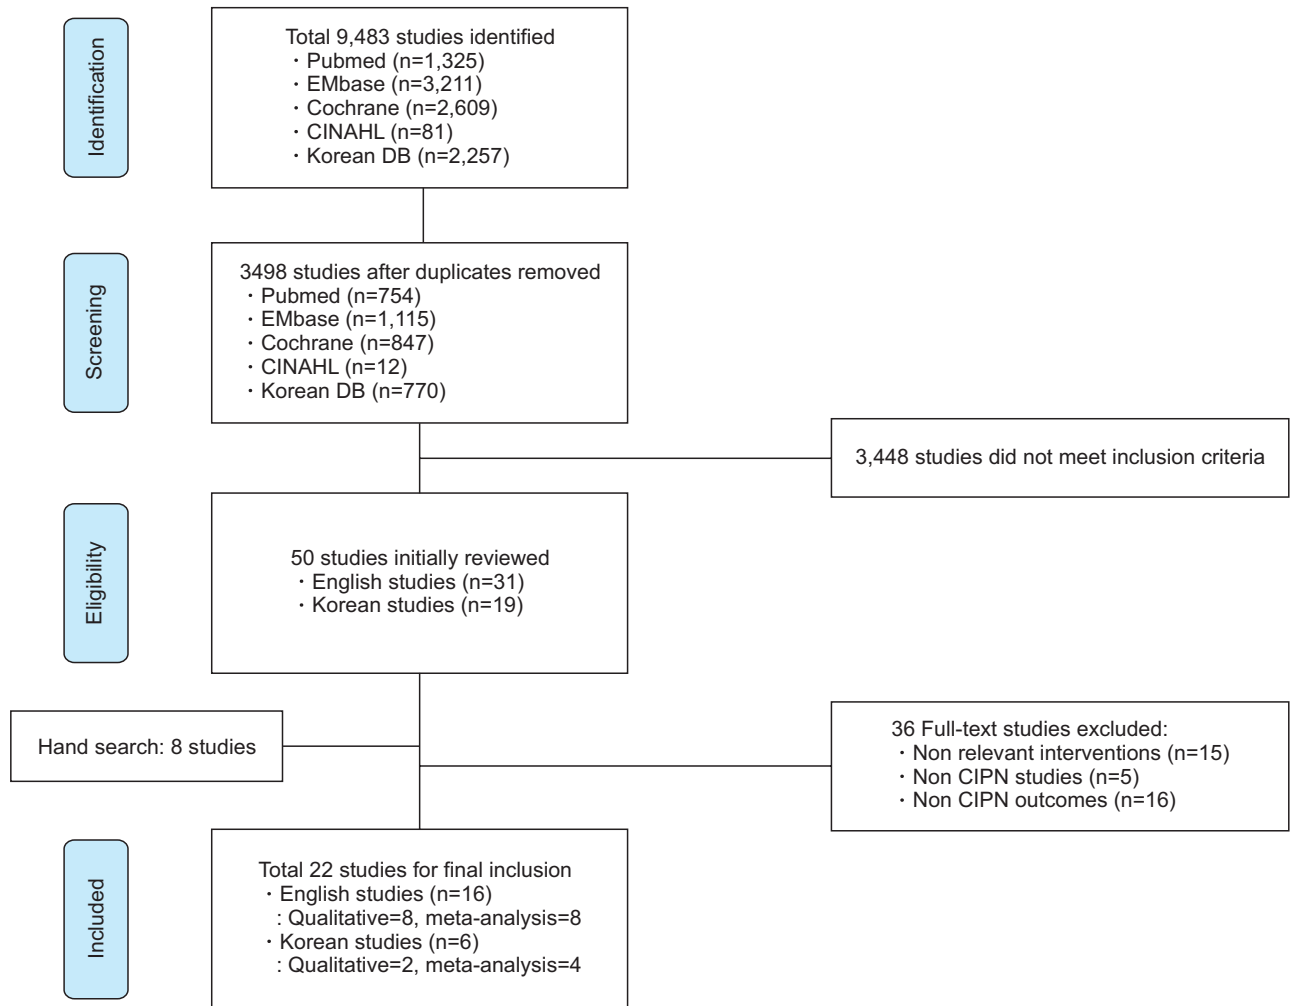 Identification
Total 9,483 studies identified
· Pubmed (n=1,325)
· EMbase (n=3,211)
· Cochrane (n=2,609)
· CINAHL (n=81)
· Korean DB (n=2,257)
Screening
3498 studies after duplicates removed
· Pubmed (n=754)
· EMbase (n=1,115)
· Cochrane (n=847)
· CINAHL (n=12)
· Korean DB (n=770)
3,448 studies did not meet inclusion criteria
Eligibility
50 studies initially reviewed
· English studies (n=31)
· Korean studies (n=19)
Hand search: 8 studies
36 Full-text studies excluded:
· Non relevant interventions (n=15)
· Non CIPN studies (n=5)
· Non CIPN outcomes (n=16)
Included
Total 22 studies for final inclusion
· English studies (n=16)
: Qualitative=8, meta-analysis=8
· Korean studies (n=6)
: Qualitative=2, meta-analysis=4